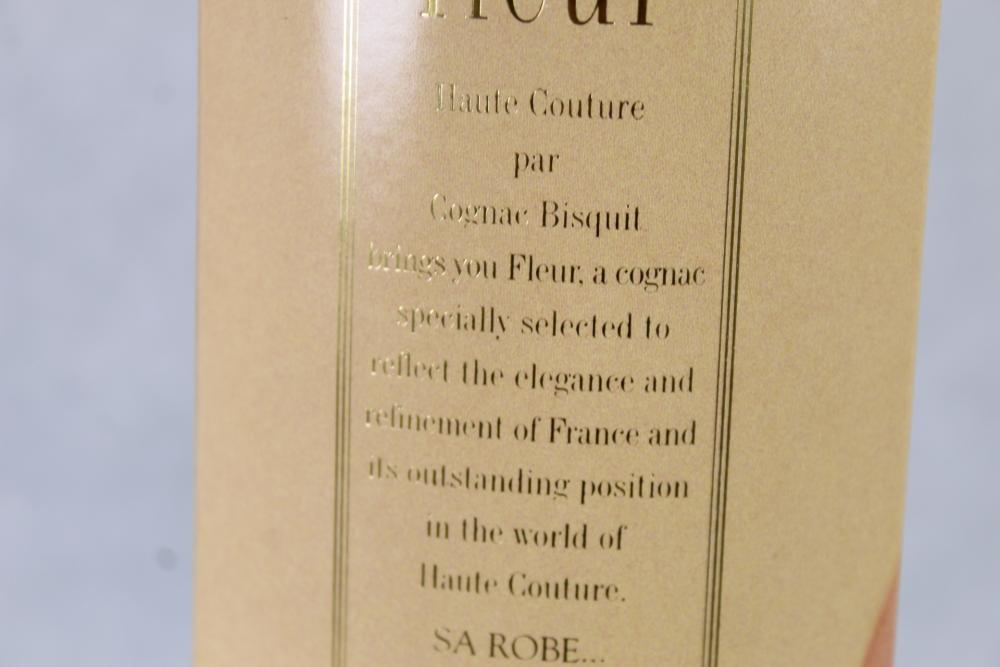 Fleur
Haute Couture
par
Cognac Bisquit
brings you Fleur, a cognac
specially selected to
reflect the elegance and
refinement of France and
its outstanding position
in the world of
Haute Couture.
SA ROBE...